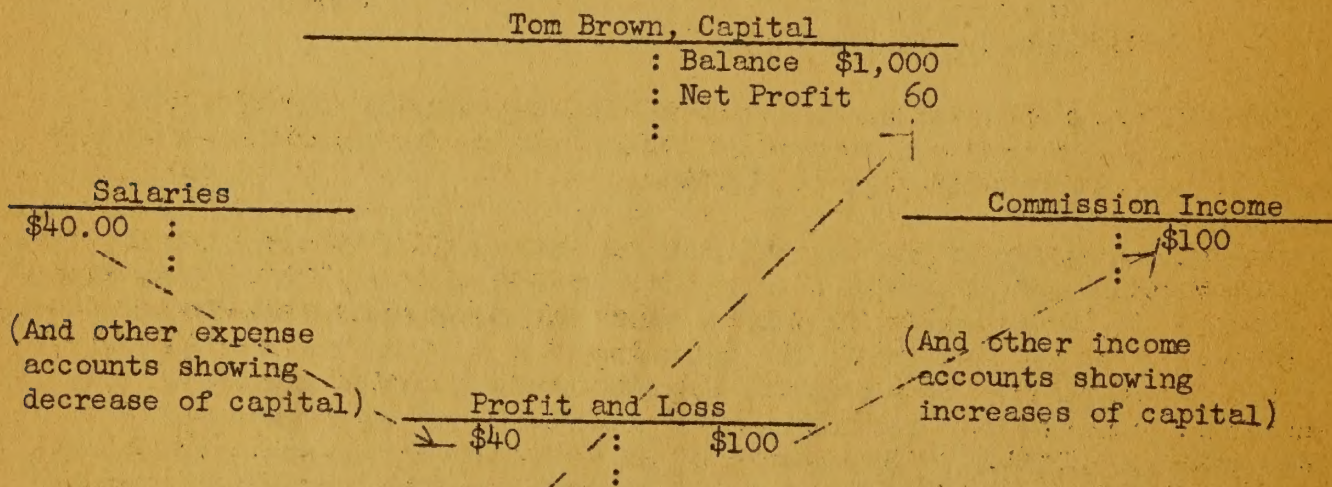 Tom Brown, Capital
: Balance $1,000
: Net Profit 60
:
Salaries
$40.00 :
:
Commission Income
: $100
:
(And other expense
accounts showing
decrease of capital)
(And other income
accounts showing
increases of capital)
Profit and Loss
$40 : $100
: